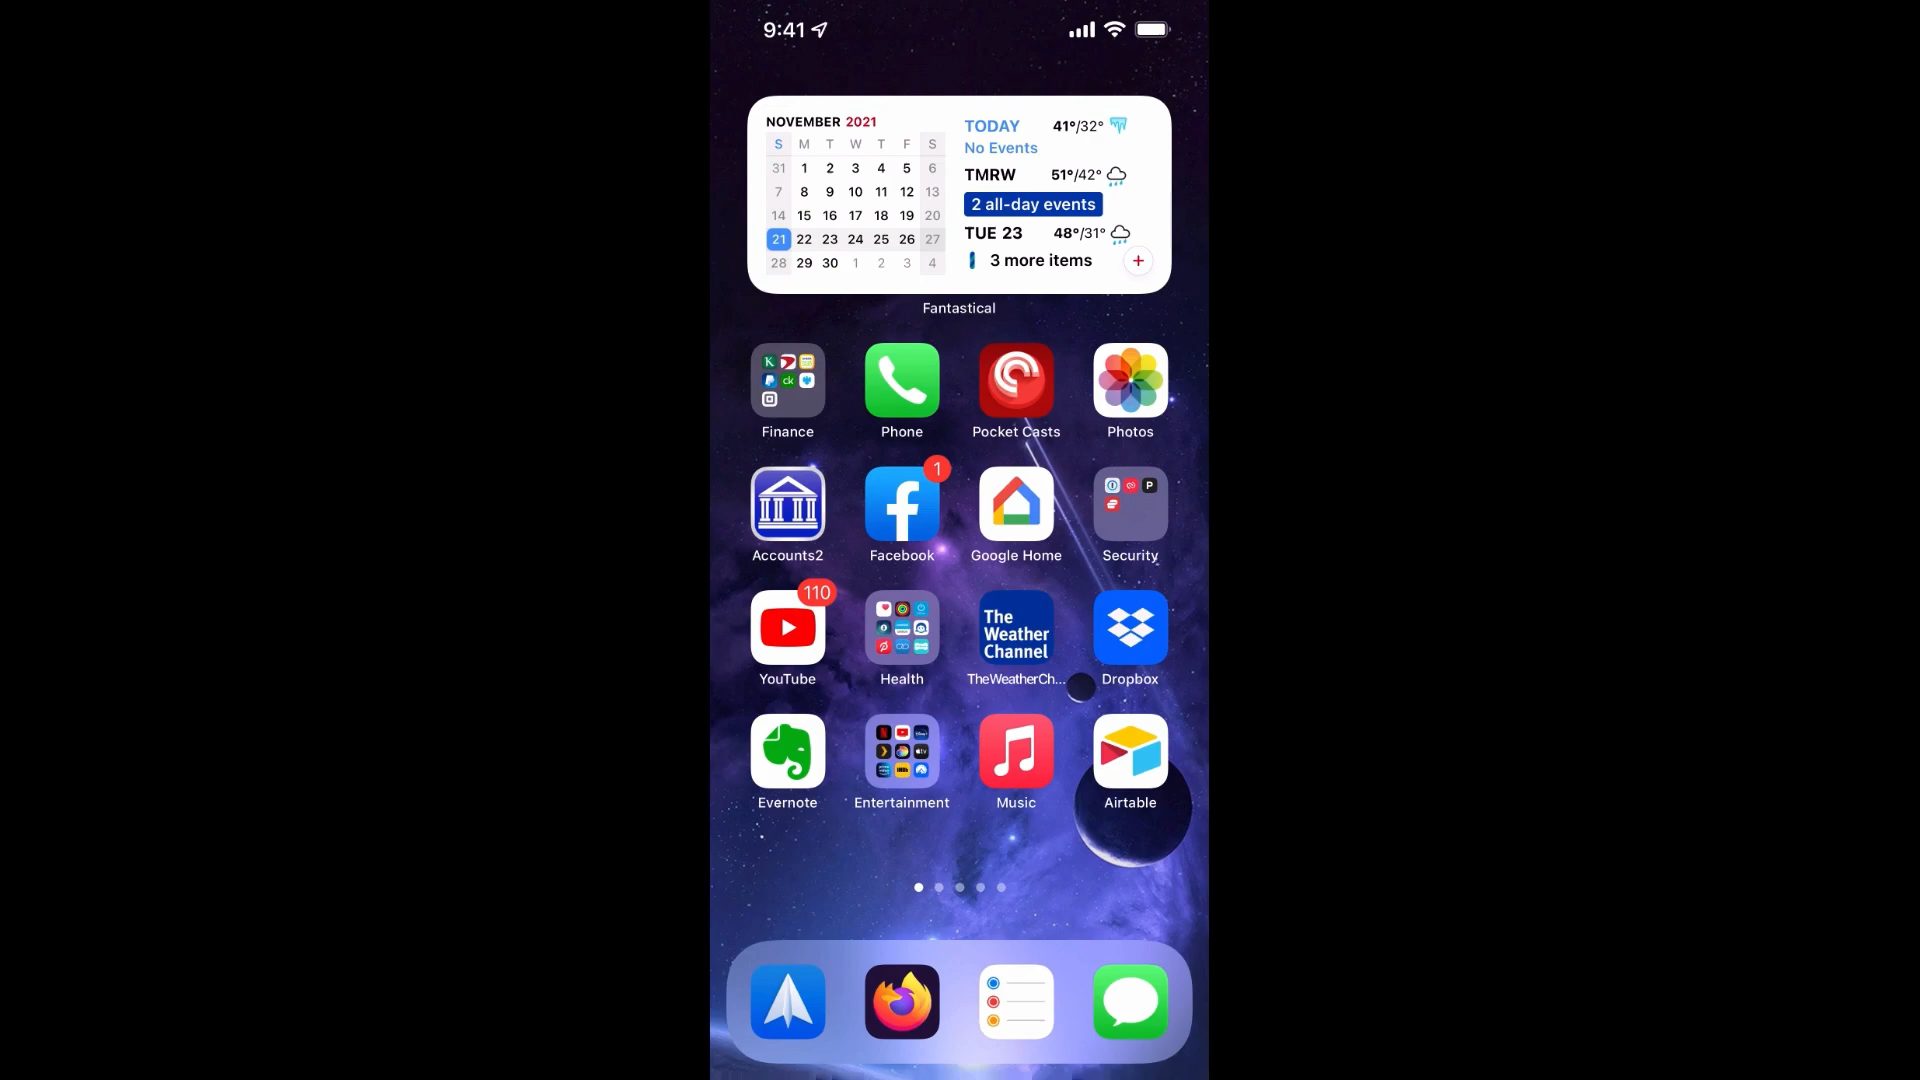 9:41
NOVEMBER 2021
S M T W T F S
31 1 2 3 4 5 6
7 8 9 10 11 12 13
14 15 16 17 18 19 20
21 22 23 24 25 26 27
28 29 30 1 2 3 4
TODAY 41°/32°
No Events
TMRW 51°/42°
2 all-day events
TUE 23 48°/31°
3 more items
+
Fantastical
K
ck
Finance
Phone
Pocket Casts
Photos
Accounts2
1
Facebook
Google Home
P
Security
110
YouTube
Health
The
Weather
Channel
TheWeatherCh...
Dropbox
Evernote
Entertainment
Music
Airtable